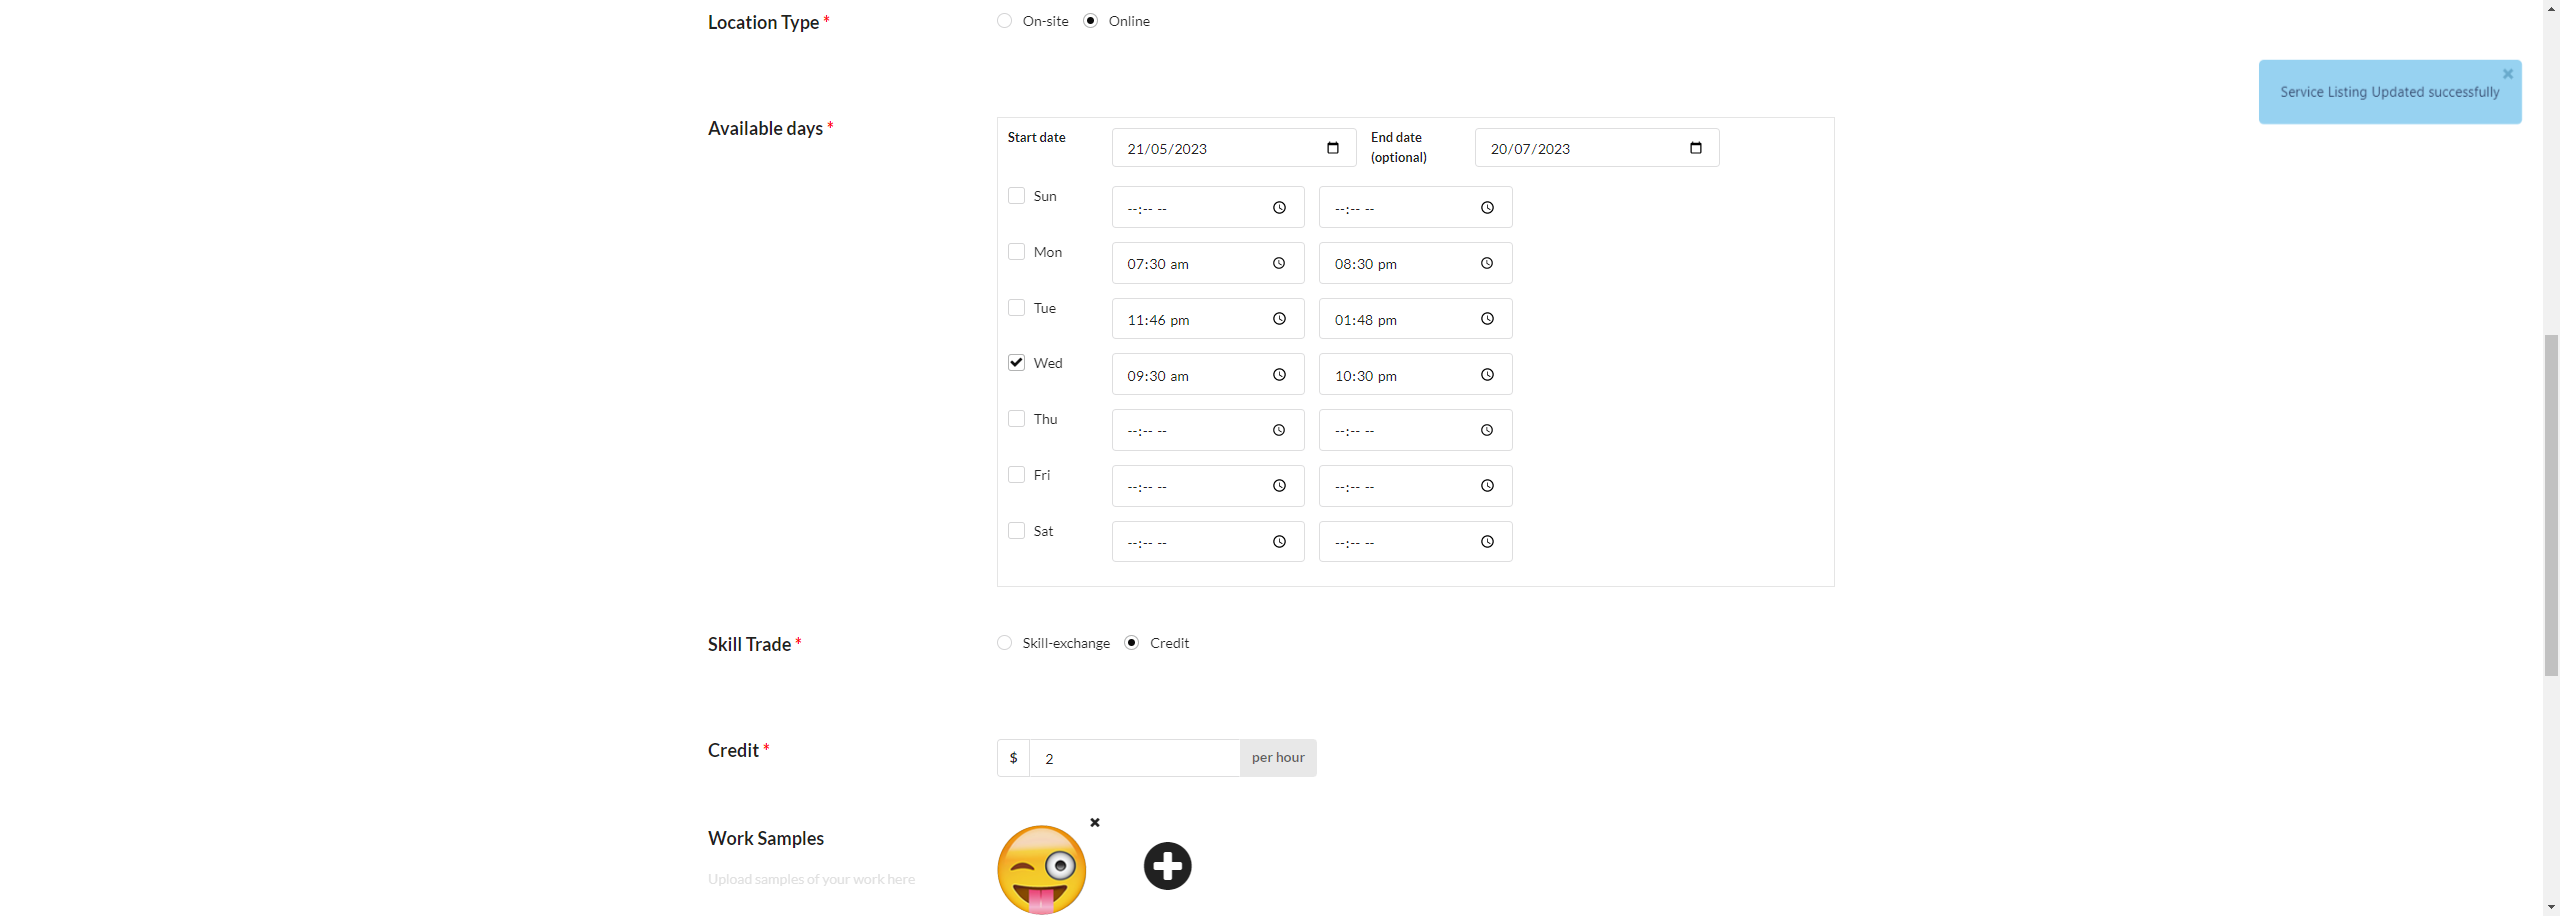 Location Type * On-site Online
Service Listing Updated successfully
Available days * Start date 21/05/2023 End date (optional) 20/07/2023
Sun --:-- -- --:-- --
Mon 07:30 am 08:30 pm
Tue 11:46 pm 01:48 pm
Wed 09:30 am 10:30 pm
Thu --:-- -- --:-- --
Fri --:-- -- --:-- --
Sat --:-- -- --:-- --
Skill Trade * Skill-exchange Credit
Credit * $ 2 per hour
Work Samples
Upload samples of your work here